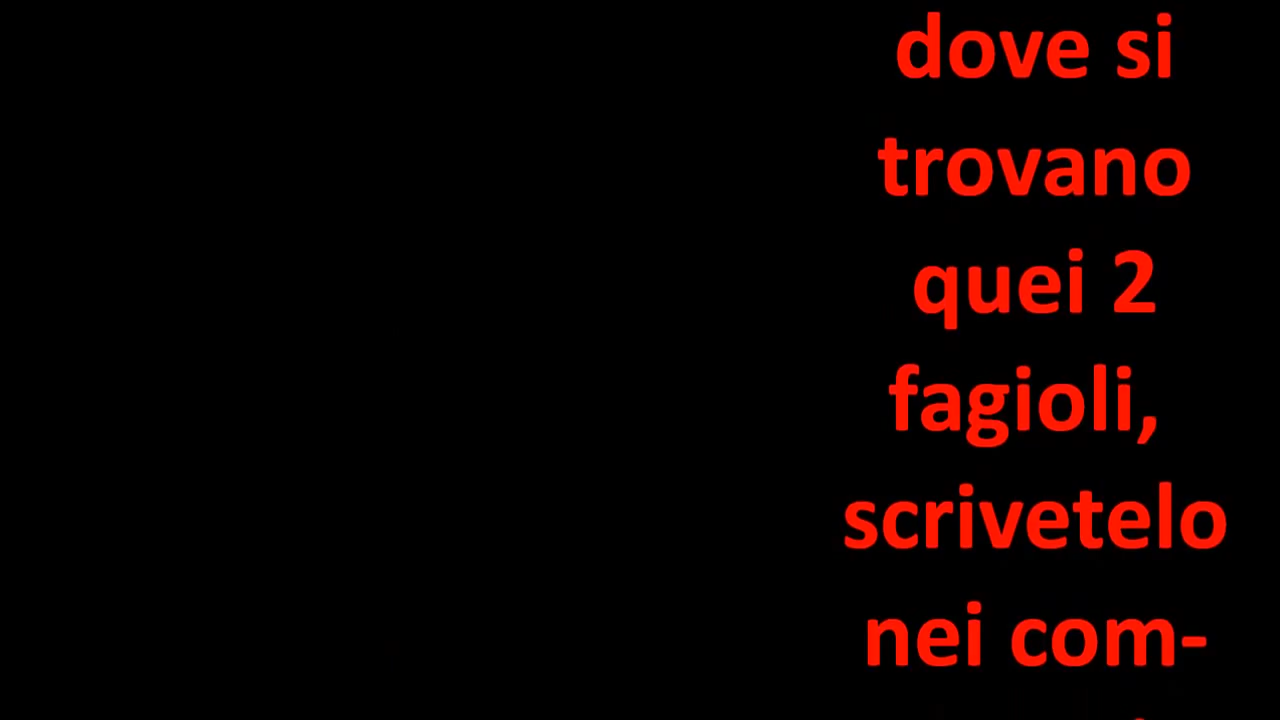 dove si
trovano
quei 2
fagioli,
scrivetelo
nei com-